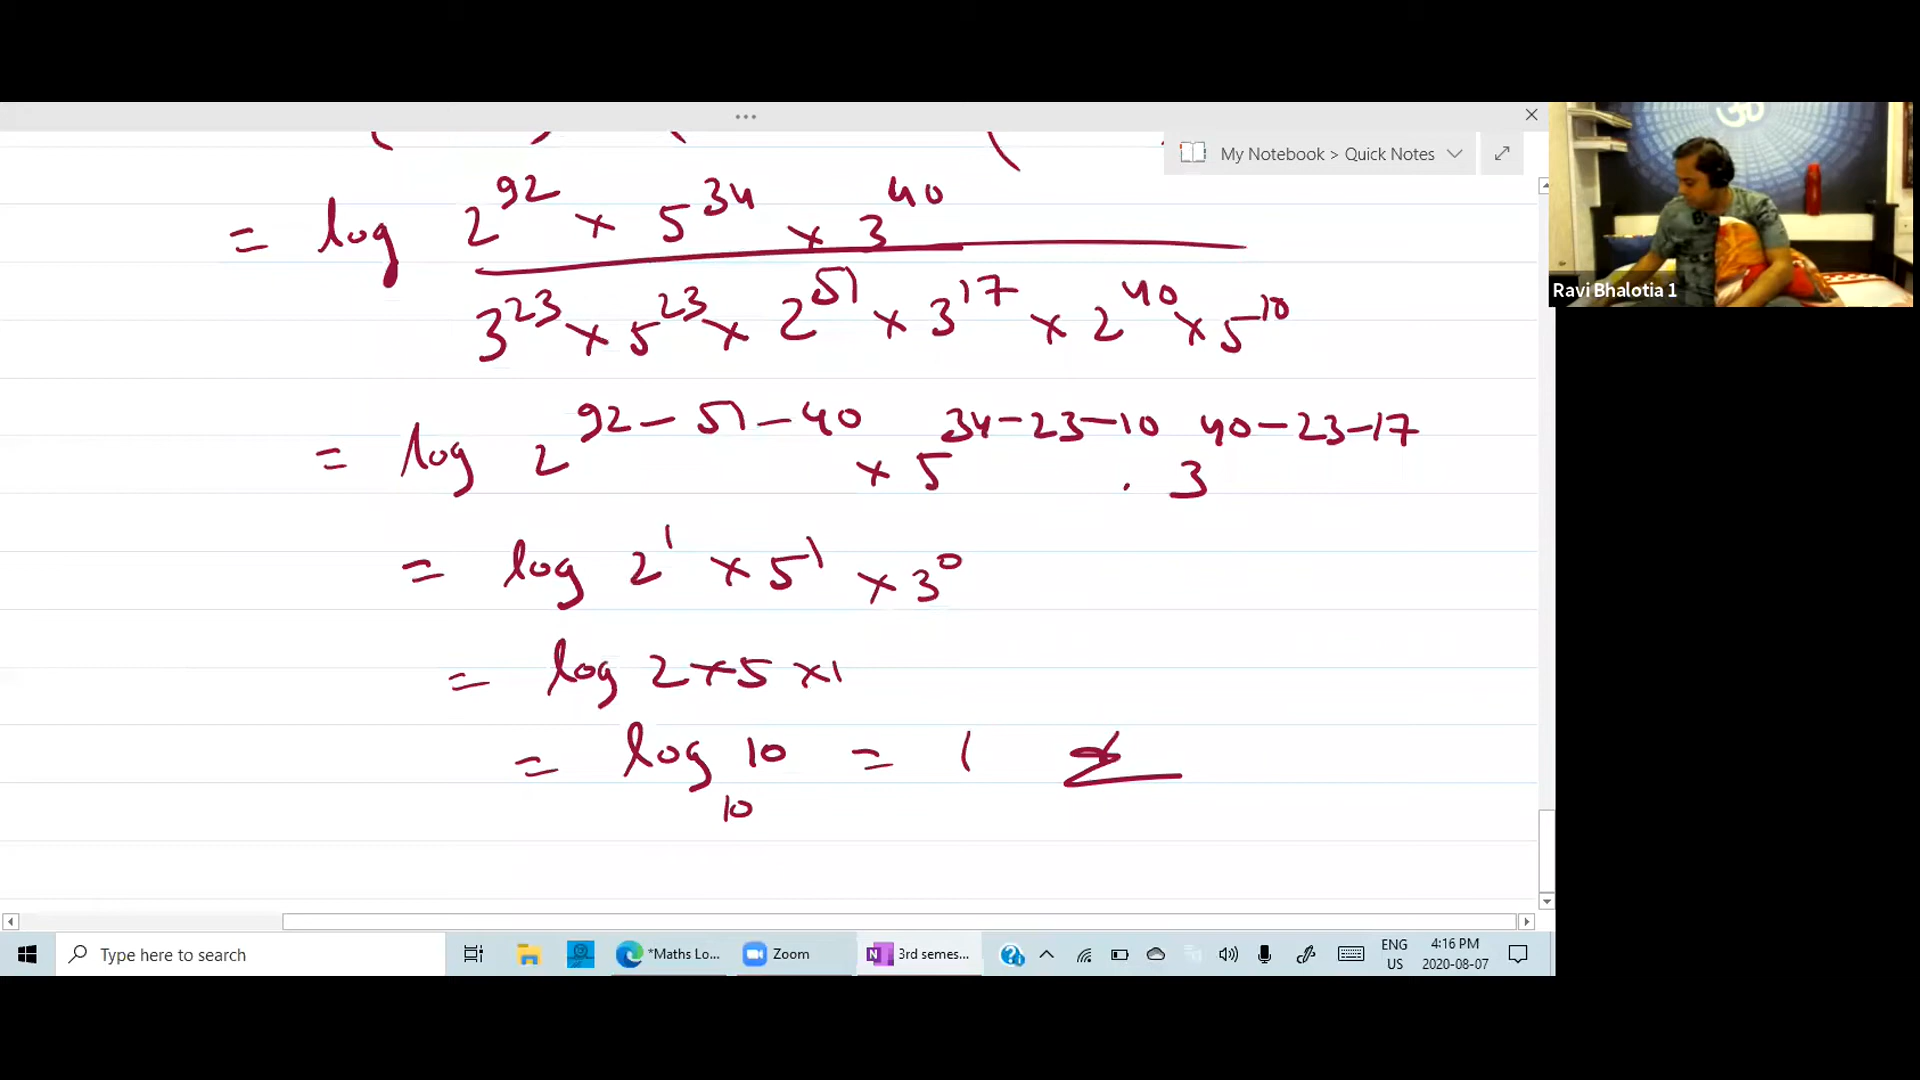 My Notebook > Quick Notes
= log 2^92 × 5^34 × 3^40
3^23 × 5^23 × 2^51 × 3^17 × 2^40 × 5^10
= log 2^92-51-40 × 5^34-23-10 . 3^40-23-17
= log 2^1 × 5^1 × 3^0
= log 2×5×1
= log_10 10 = 1
Ravi Bhalotia 1
Type here to search
*Maths Lo...
Zoom
3rd semes...
ENG
US
4:16 PM
2020-08-07